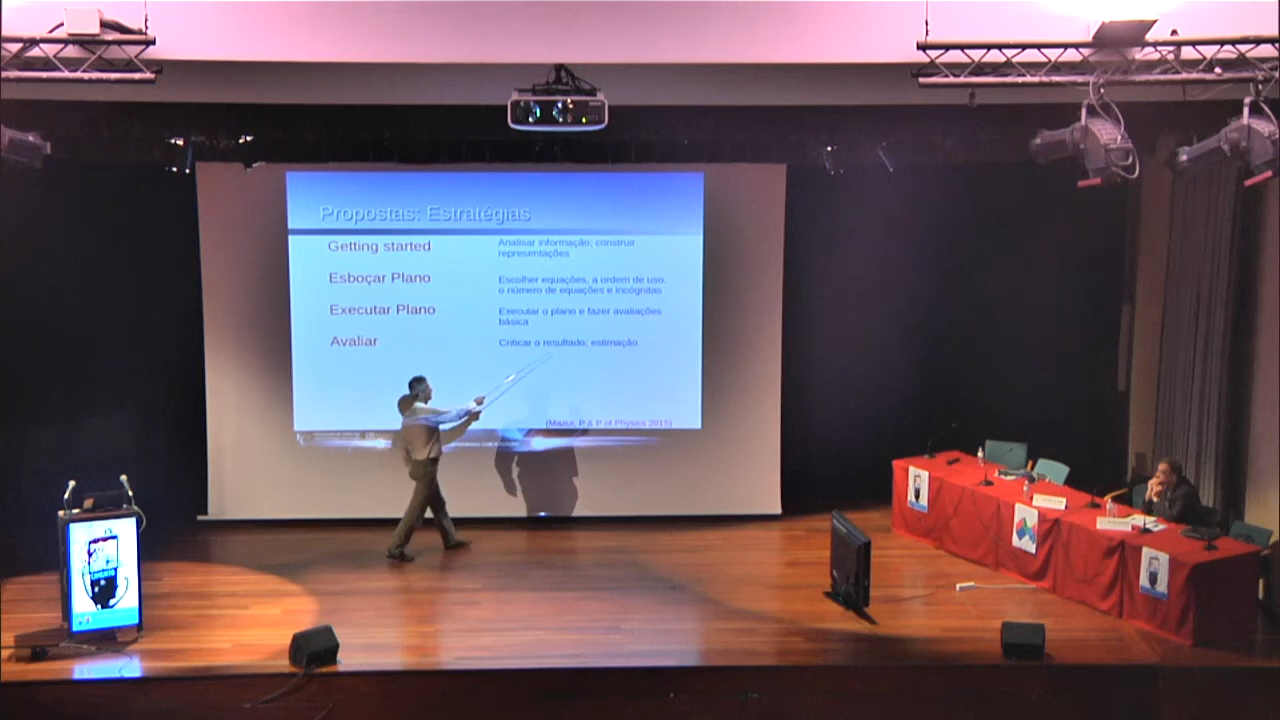 Propostas: Estratégias
Getting started
Analisar informação; construir
representações
Esboçar Plano
Escolher equações, a ordem de uso,
o número de equações e incógnitas
Executar Plano
Executar o plano e fazer avaliações
básica
Avaliar
Criticar o resultado; estimação.
(Mazur, P & P of Physics 2015)